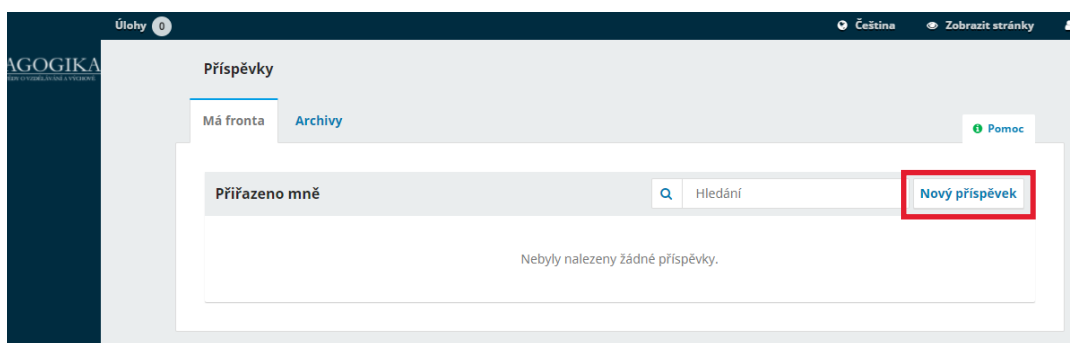 Úlohy 0
Čeština
Zobrazit stránky
AGOGIKA
Příspěvky
Má fronta
Archivy
Pomoc
Přiřazeno mně
Hledání
Nový příspěvek
Nebyly nalezeny žádné příspěvky.